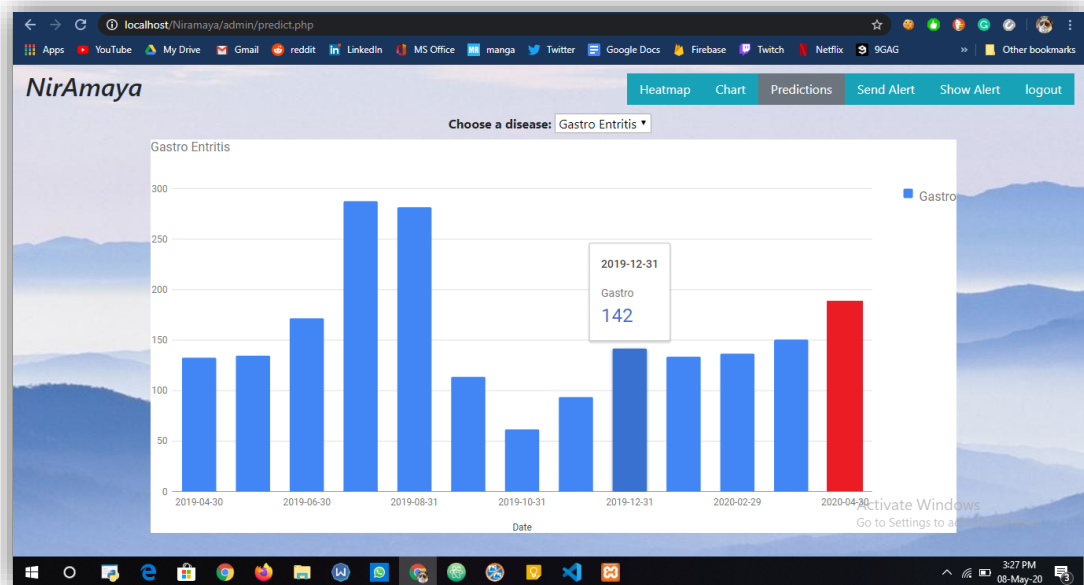 localhost/Niramaya/admin/predict.php
Apps YouTube My Drive Gmail reddit LinkedIn MS Office manga Twitter Google Docs Firebase Twitch Netflix 9GAG » Other bookmarks
NirAmaya
Heatmap Chart Predictions Send Alert Show Alert logout
Choose a disease: Gastro Entritis
Gastro Entritis
Gastro
300
250
200
150
100
50
0
2019-12-31
Gastro
142
2019-04-30 2019-06-30 2019-08-31 2019-10-31 2019-12-31 2020-02-29 2020-04-30
Date
Activate Windows
Go to Settings to
3:27 PM
08-May-20
3